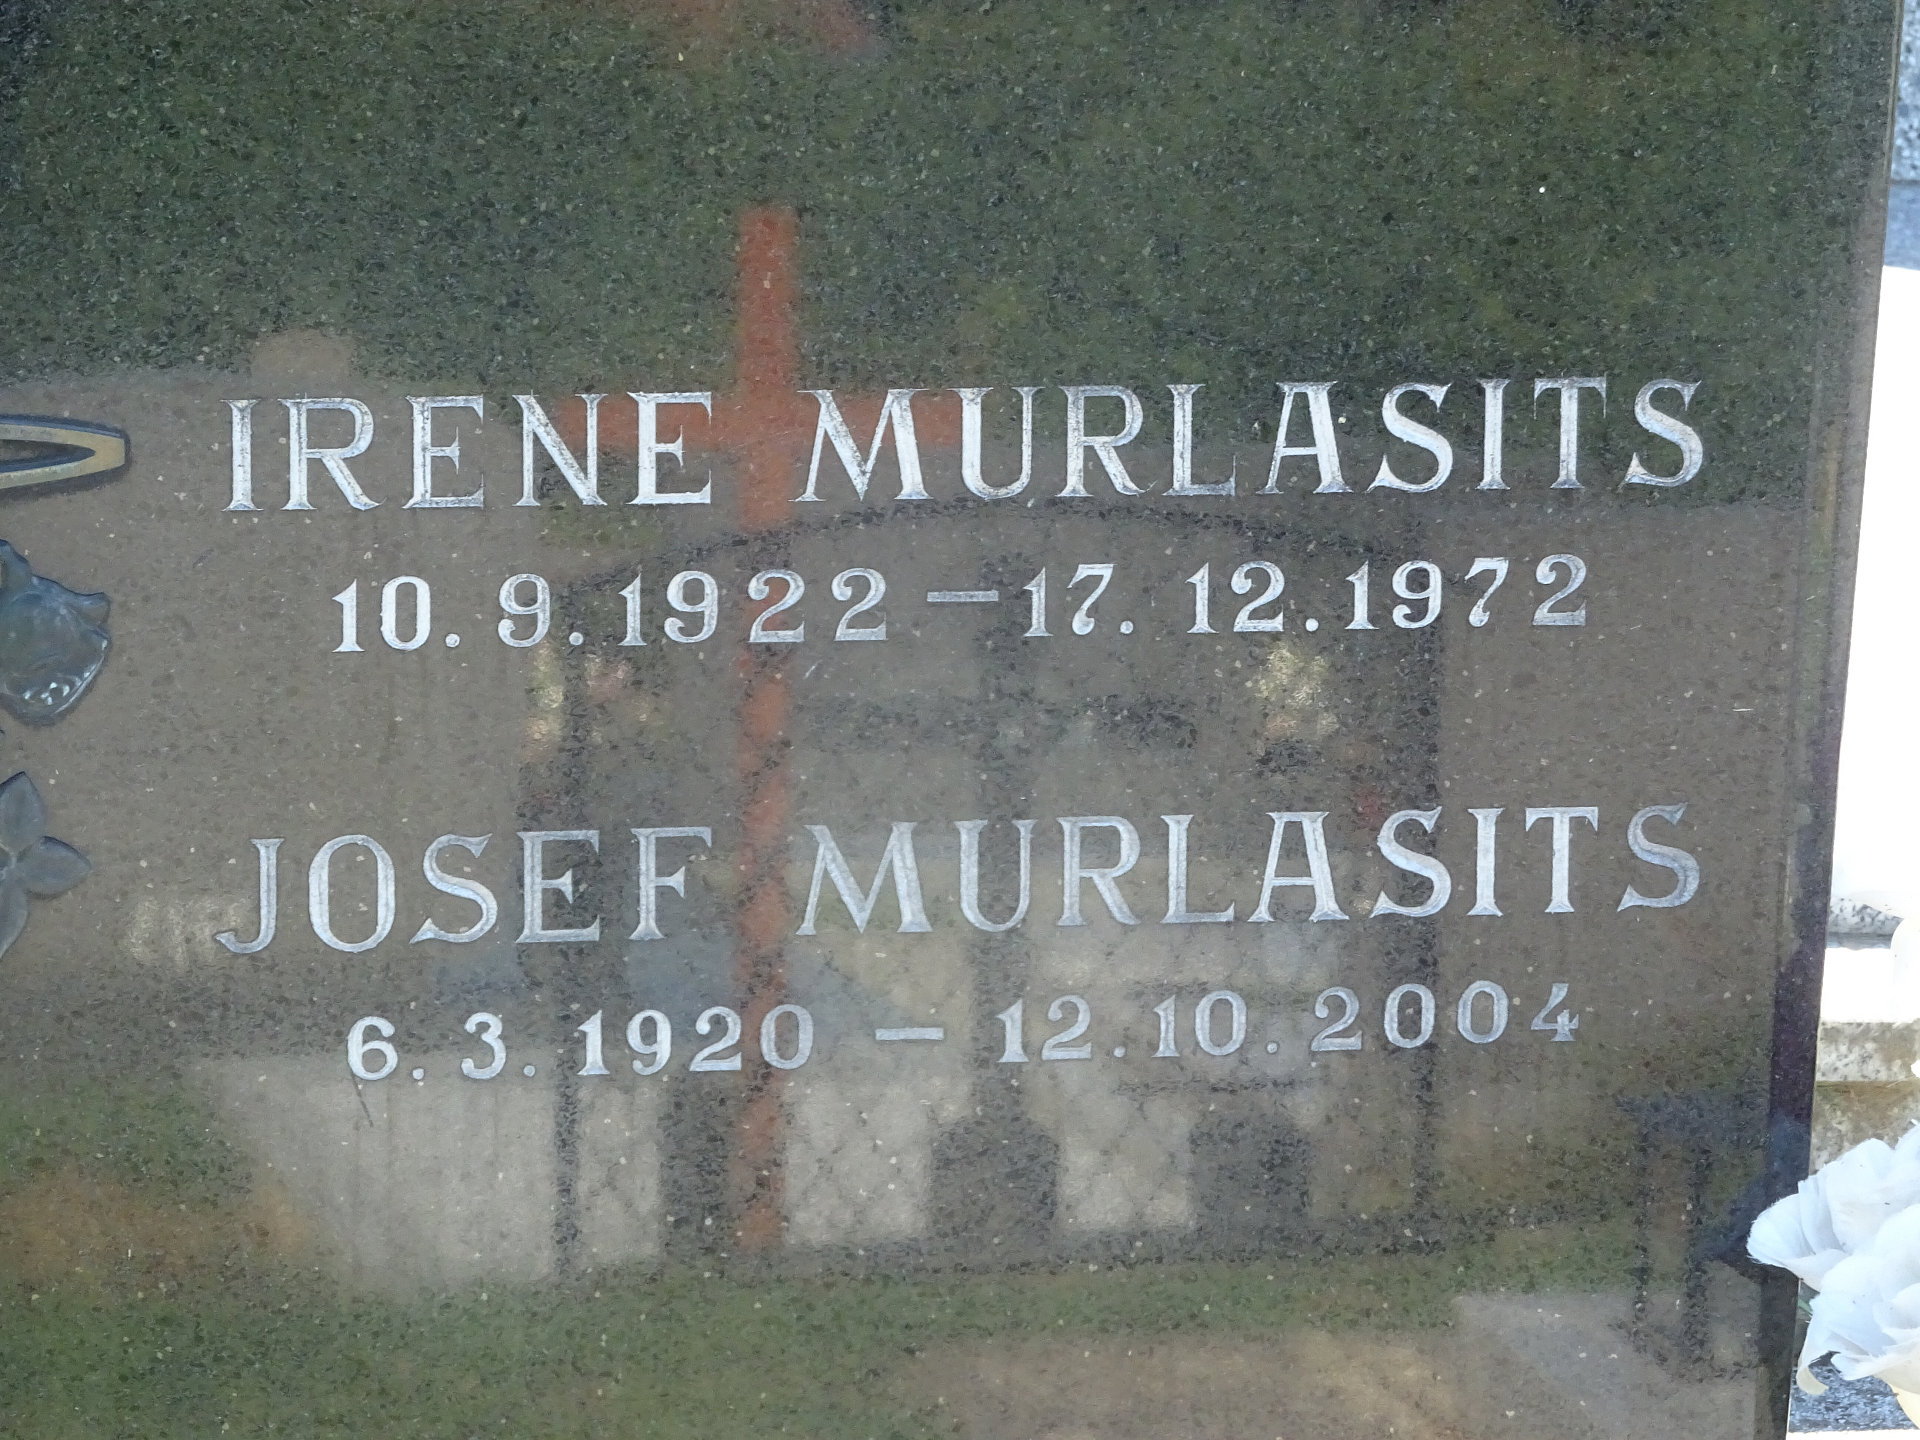 IRENE MURLASITS
10. 9. 1922 – 17. 12. 1972
JOSEF MURLASITS
6. 3. 1920 – 12. 10. 2004